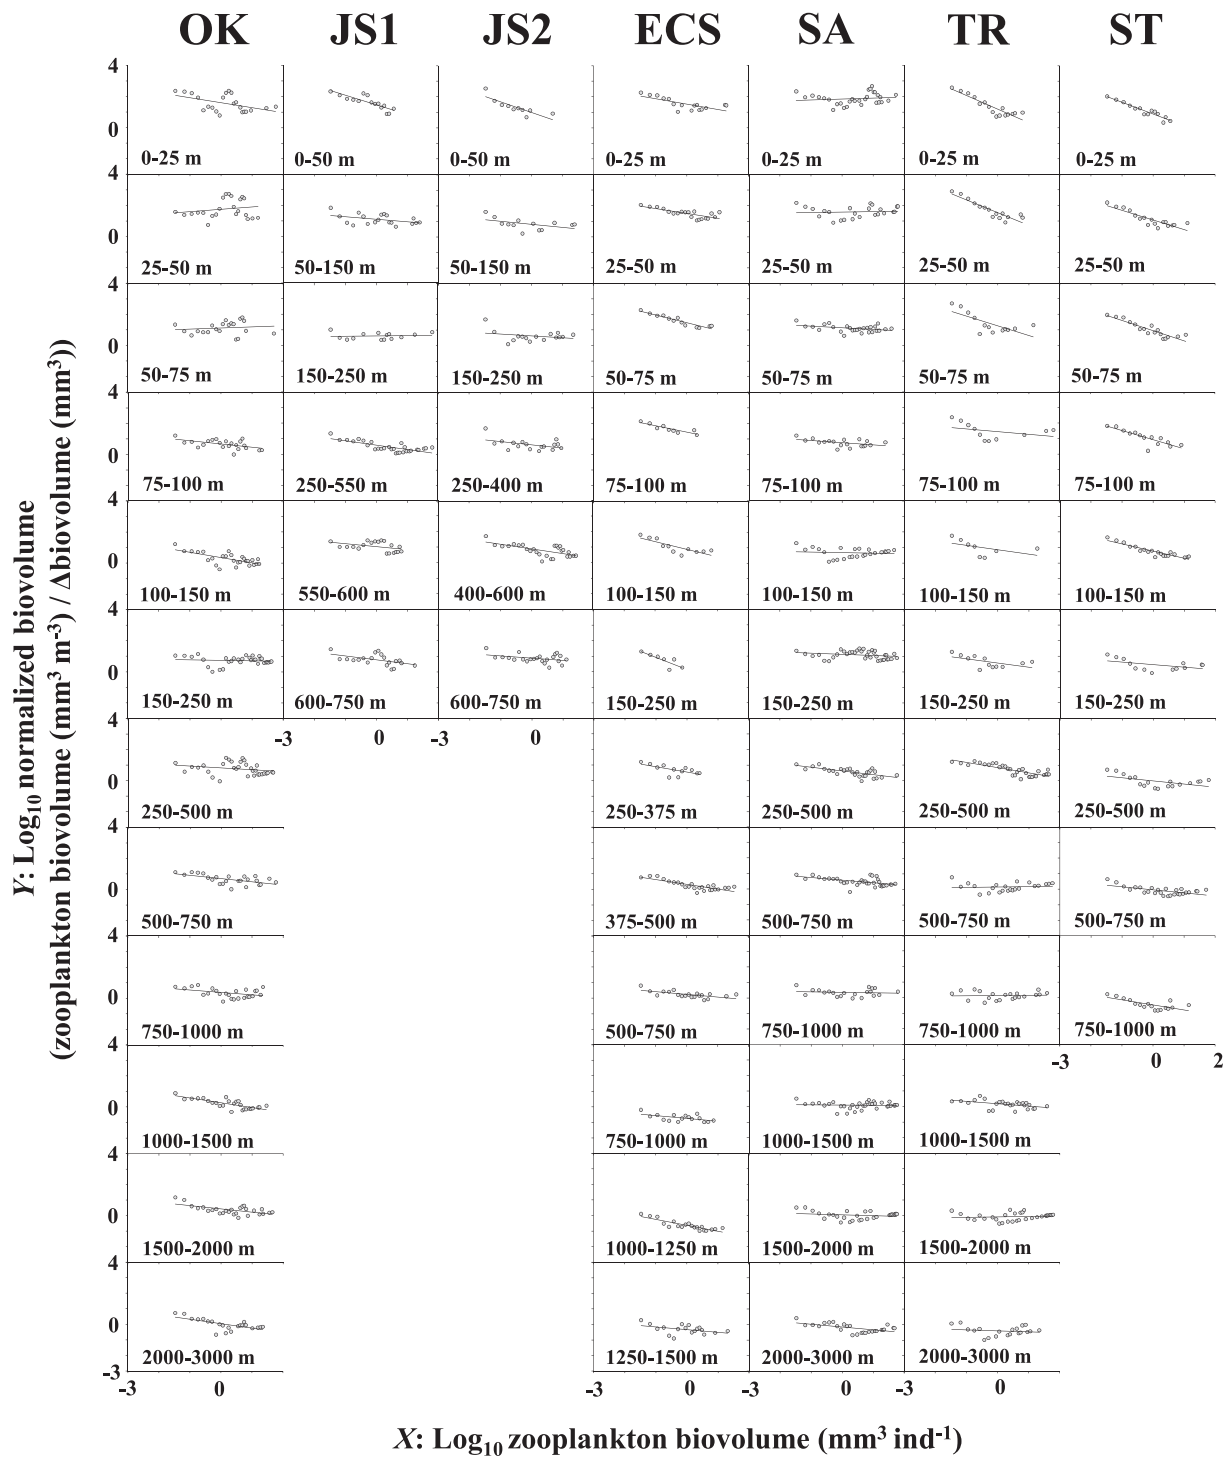 OK JS1 JS2 ECS SA TR ST
4
0
0-25 m 0-50 m 0-50 m 0-25 m 0-25 m 0-25 m 0-25 m
4
0
25-50 m 50-150 m 50-150 m 25-50 m 25-50 m 25-50 m 25-50 m
4
0
50-75 m 150-250 m 150-250 m 50-75 m 50-75 m 50-75 m 50-75 m
4
0
75-100 m 250-550 m 250-400 m 75-100 m 75-100 m 75-100 m 75-100 m
4
0
100-150 m 550-600 m 400-600 m 100-150 m 100-150 m 100-150 m 100-150 m
4
0
150-250 m 600-750 m 600-750 m 150-250 m 150-250 m 150-250 m 150-250 m
4 -3 0 -3 0
0
250-500 m 250-375 m 250-500 m 250-500 m 250-500 m
4
0
500-750 m 375-500 m 500-750 m 500-750 m 500-750 m
4
0
750-1000 m 500-750 m 750-1000 m 750-1000 m 750-1000 m
4 -3 0 2
0
1000-1500 m 750-1000 m 1000-1500 m 1000-1500 m
4
0
1500-2000 m 1000-1250 m 1500-2000 m 1500-2000 m
4
0
2000-3000 m 1250-1500 m 2000-3000 m 2000-3000 m
-3
-3 0 -3 0 -3 0 -3 0
Y: Log₁₀ normalized biovolume
(zooplankton biovolume (mm³ m⁻³) / Δbiovolume (mm³))
X: Log₁₀ zooplankton biovolume (mm³ ind⁻¹)